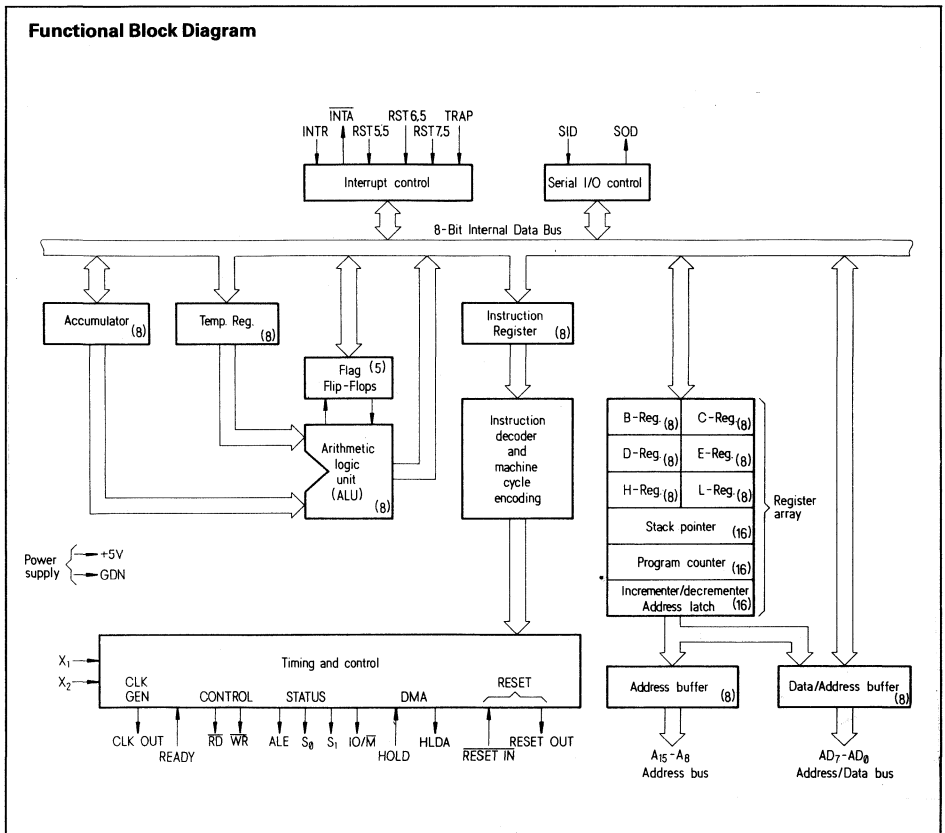 Functional Block Diagram
INTR INTA RST5,5 RST6,5 RST7,5 TRAP
SID SOD
Interrupt control
Serial I/O control
8-Bit Internal Data Bus
Accumulator (8)
Temp. Reg. (8)
Instruction
Register (8)
Flag (5)
Flip-Flops
Arithmetic
logic
unit
(ALU) (8)
Instruction
decoder
and
machine
cycle
encoding
B-Reg. (8) C-Reg. (8)
D-Reg. (8) E-Reg. (8)
H-Reg. (8) L-Reg. (8)
Stack pointer (16)
Program counter (16)
Incrementer/decrementer
Address latch (16)
Register
array
Power
supply
+5V
GDN
X1
X2
Timing and control
CLK
GEN CONTROL STATUS DMA RESET
CLK OUT READY RD WR ALE S0 S1 IO/M HOLD HLDA RESET IN RESET OUT
Address buffer (8)
Data/Address buffer (8)
A15-A8
Address bus
AD7-AD0
Address/Data bus